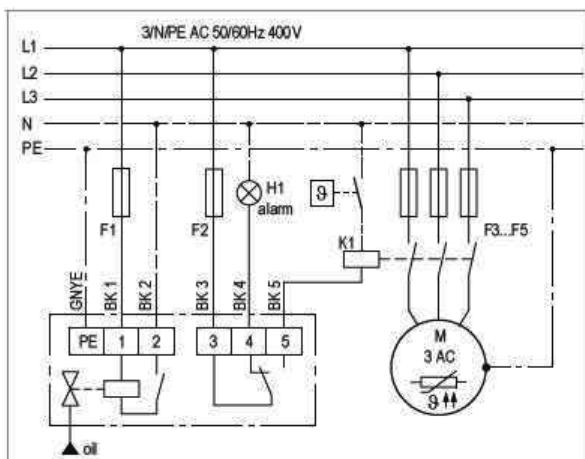 3/N/PE AC 50/60Hz 400V
L1
L2
L3
N
PE
F1
F2
H1
alarm
ϑ
K1
F3...F5
GNYE
BK 1
BK 2
BK 3
BK 4
BK 5
PE 1 2 3 4 5
M
3 AC
ϑ
oil